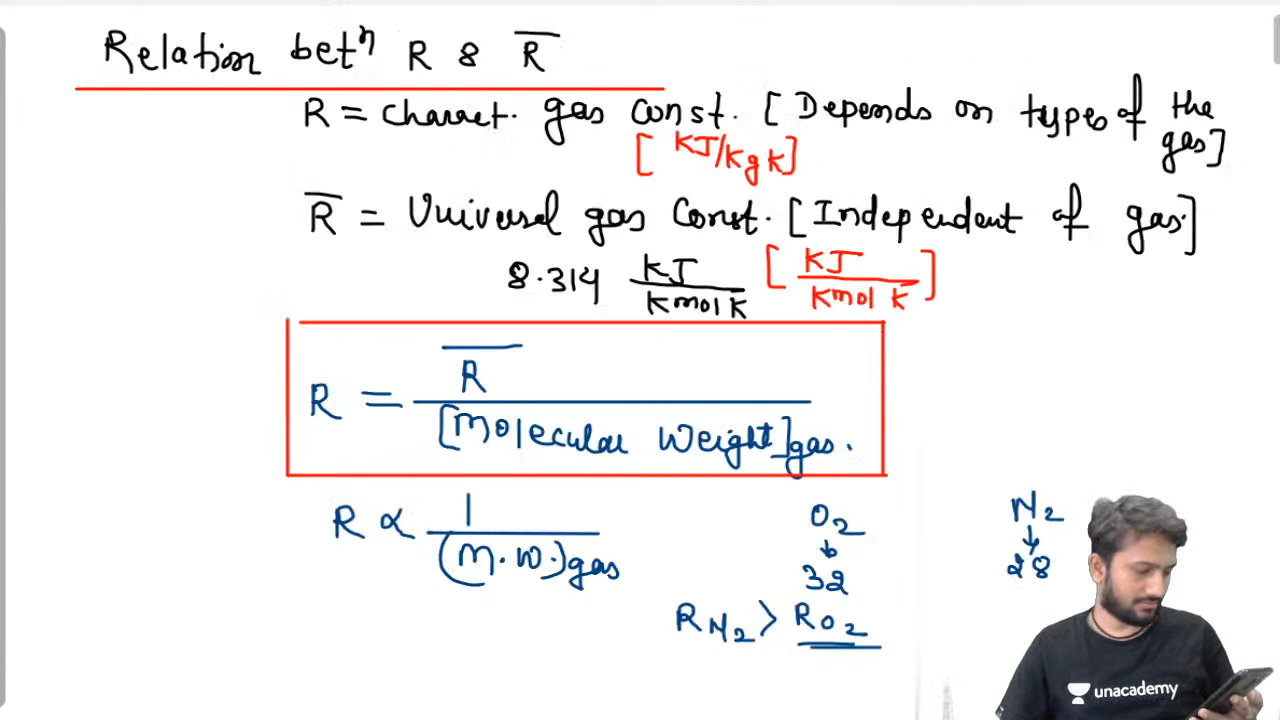 Relation betⁿ R & R̅
R = Charact. gas const. [Depends on types of the gas]
[KJ/Kg K]
R̅ = Universal gas Const. [Independent of gas.]
8.314 KJ/Kmol K [KJ/Kmol K]
R = R̅/[Molecular Weight]gas.
R ∝ 1/(M.W.)gas
O₂ N₂
↓ ↓
32 28
R N₂ > R O₂
unacademy